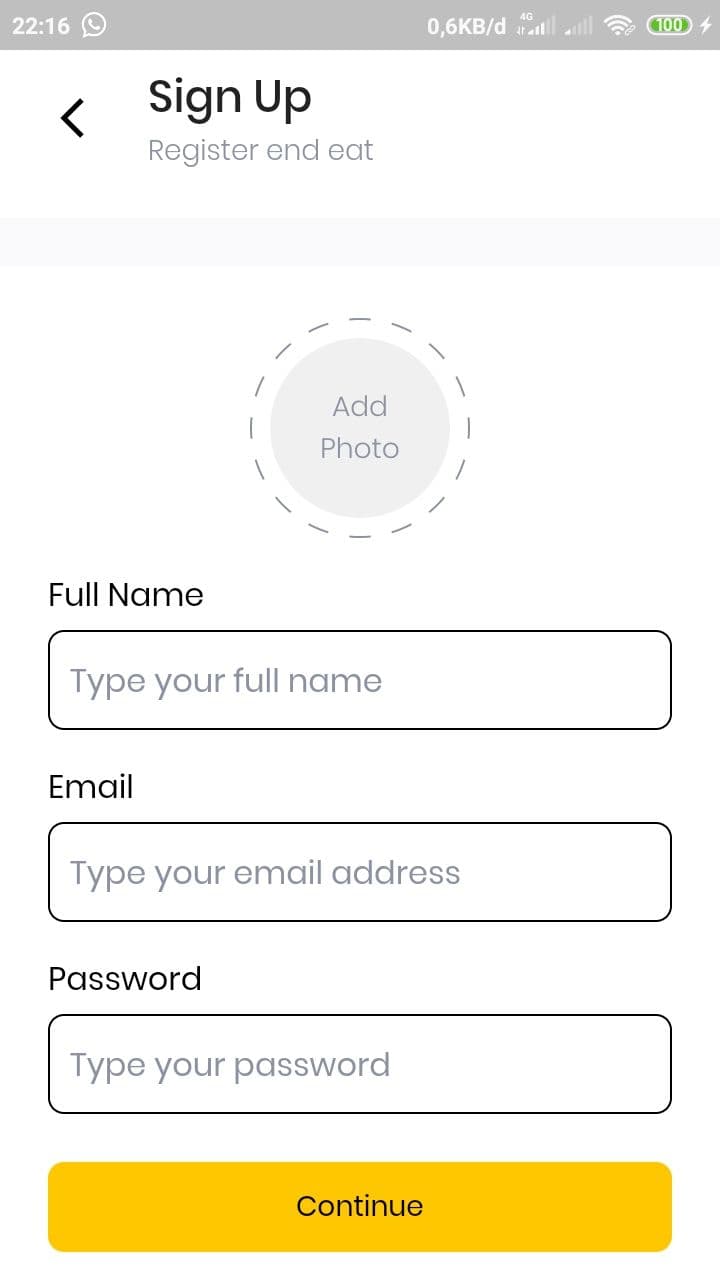 22:16
0,6KB/d
4G
100
Sign Up
Register end eat
Add
Photo
Full Name
Type your full name
Email
Type your email address
Password
Type your password
Continue